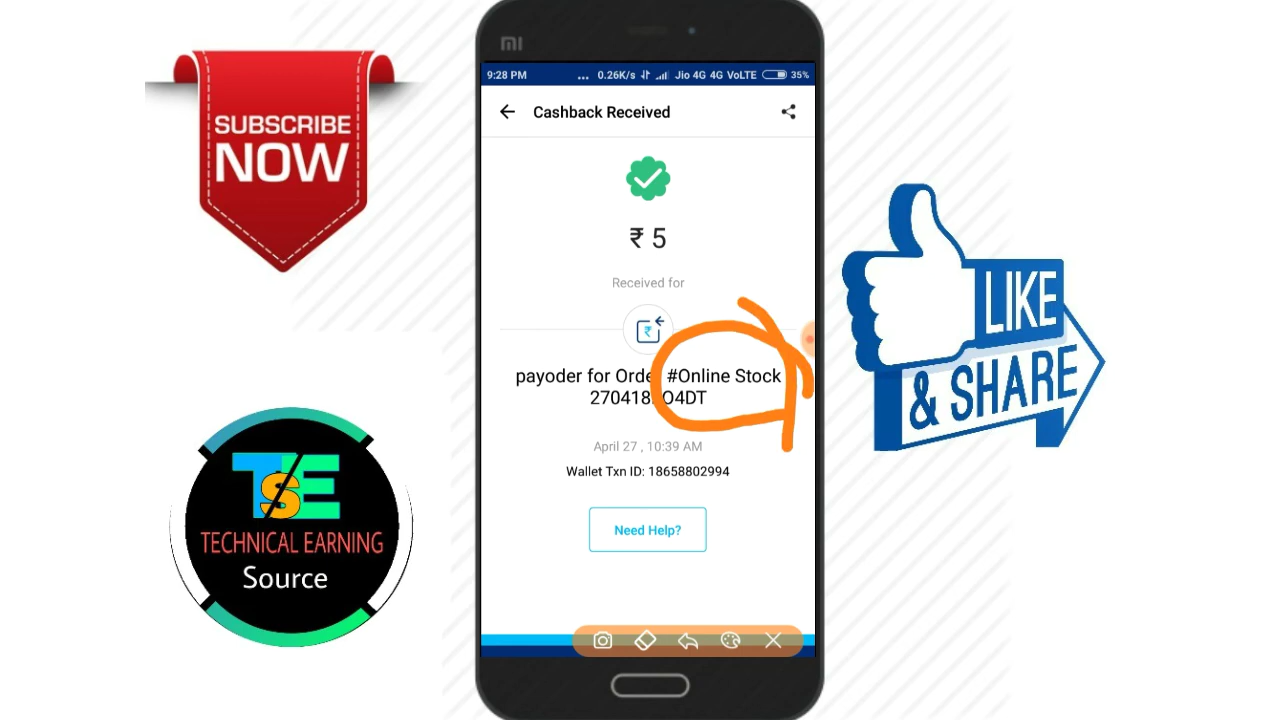 SUBSCRIBE
NOW
mi
9:28 PM ... 0.26K/s Jio 4G 4G VoLTE 35%
Cashback Received
₹ 5
Received for
₹
payoder for Order #Online Stock
O4DT
April 27 , 10:39 AM
Wallet Txn ID: 18658802994
Need Help?
LIKE
& SHARE
T$E
TECHNICAL EARNING
Source